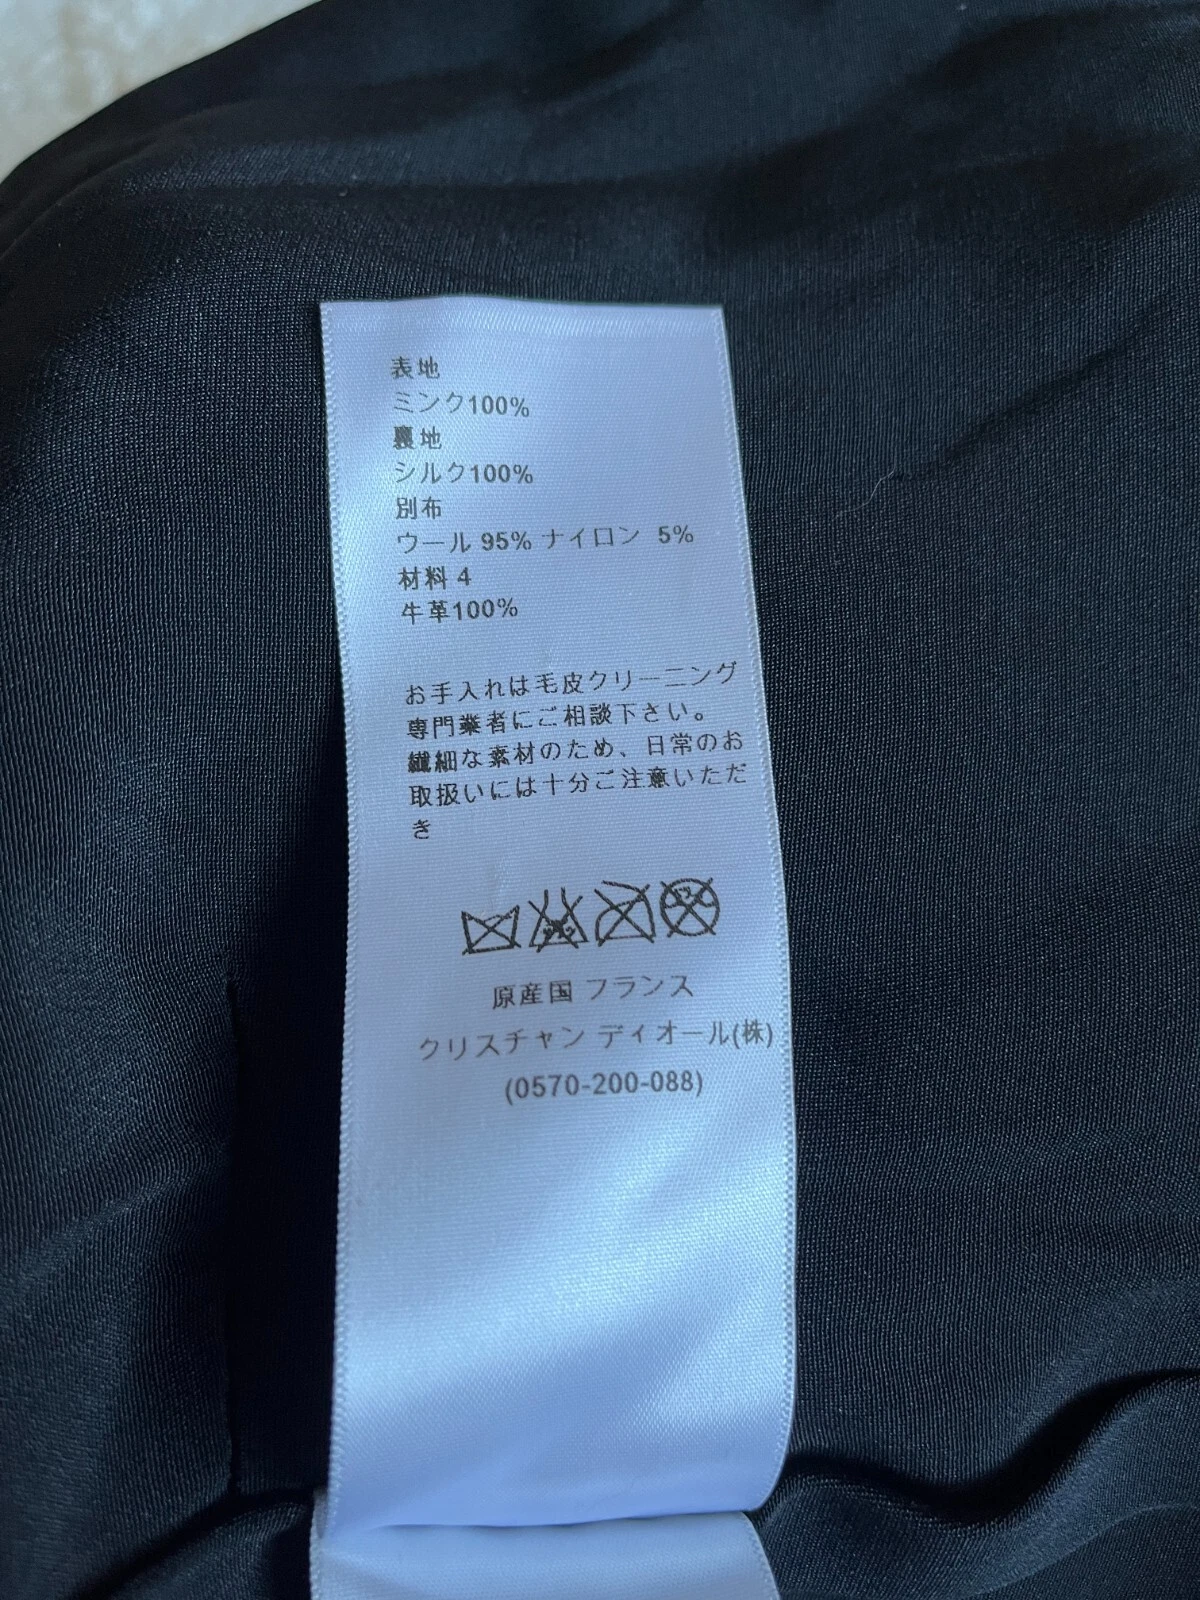 表地
ミンク100%
裏地
シルク100%
別布
ウール 95% ナイロン 5%
材料 4
牛革100%
お手入れは毛皮クリーニング
専門業者にご相談下さい。
繊細な素材のため、日常のお
取扱いには十分ご注意いただ
き
原産国 フランス
クリスチャン ディオール(株)
(0570-200-088)